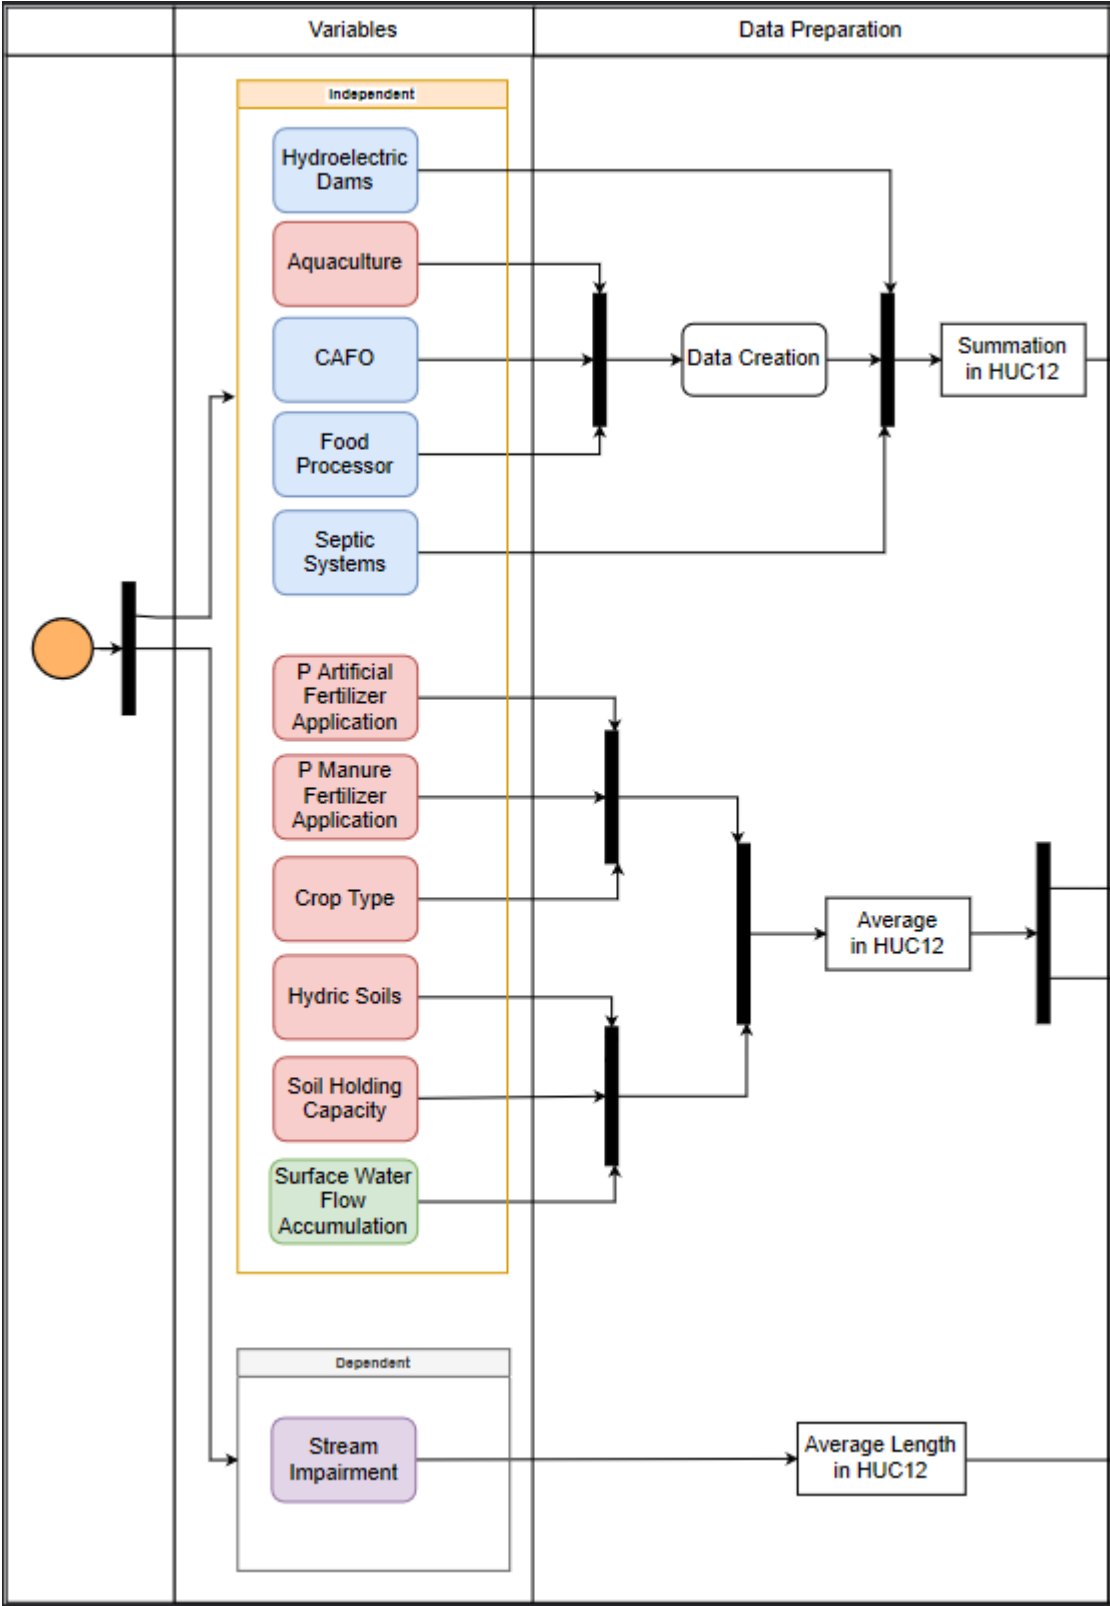 Variables
Data Preparation
Independent
Hydroelectric
Dams
Aquaculture
CAFO
Data Creation
Summation
in HUC12
Food
Processor
Septic
Systems
P Artificial
Fertilizer
Application
P Manure
Fertilizer
Application
Crop Type
Average
in HUC12
Hydric Soils
Soil Holding
Capacity
Surface Water
Flow
Accumulation
Dependent
Stream
Impairment
Average Length
in HUC12